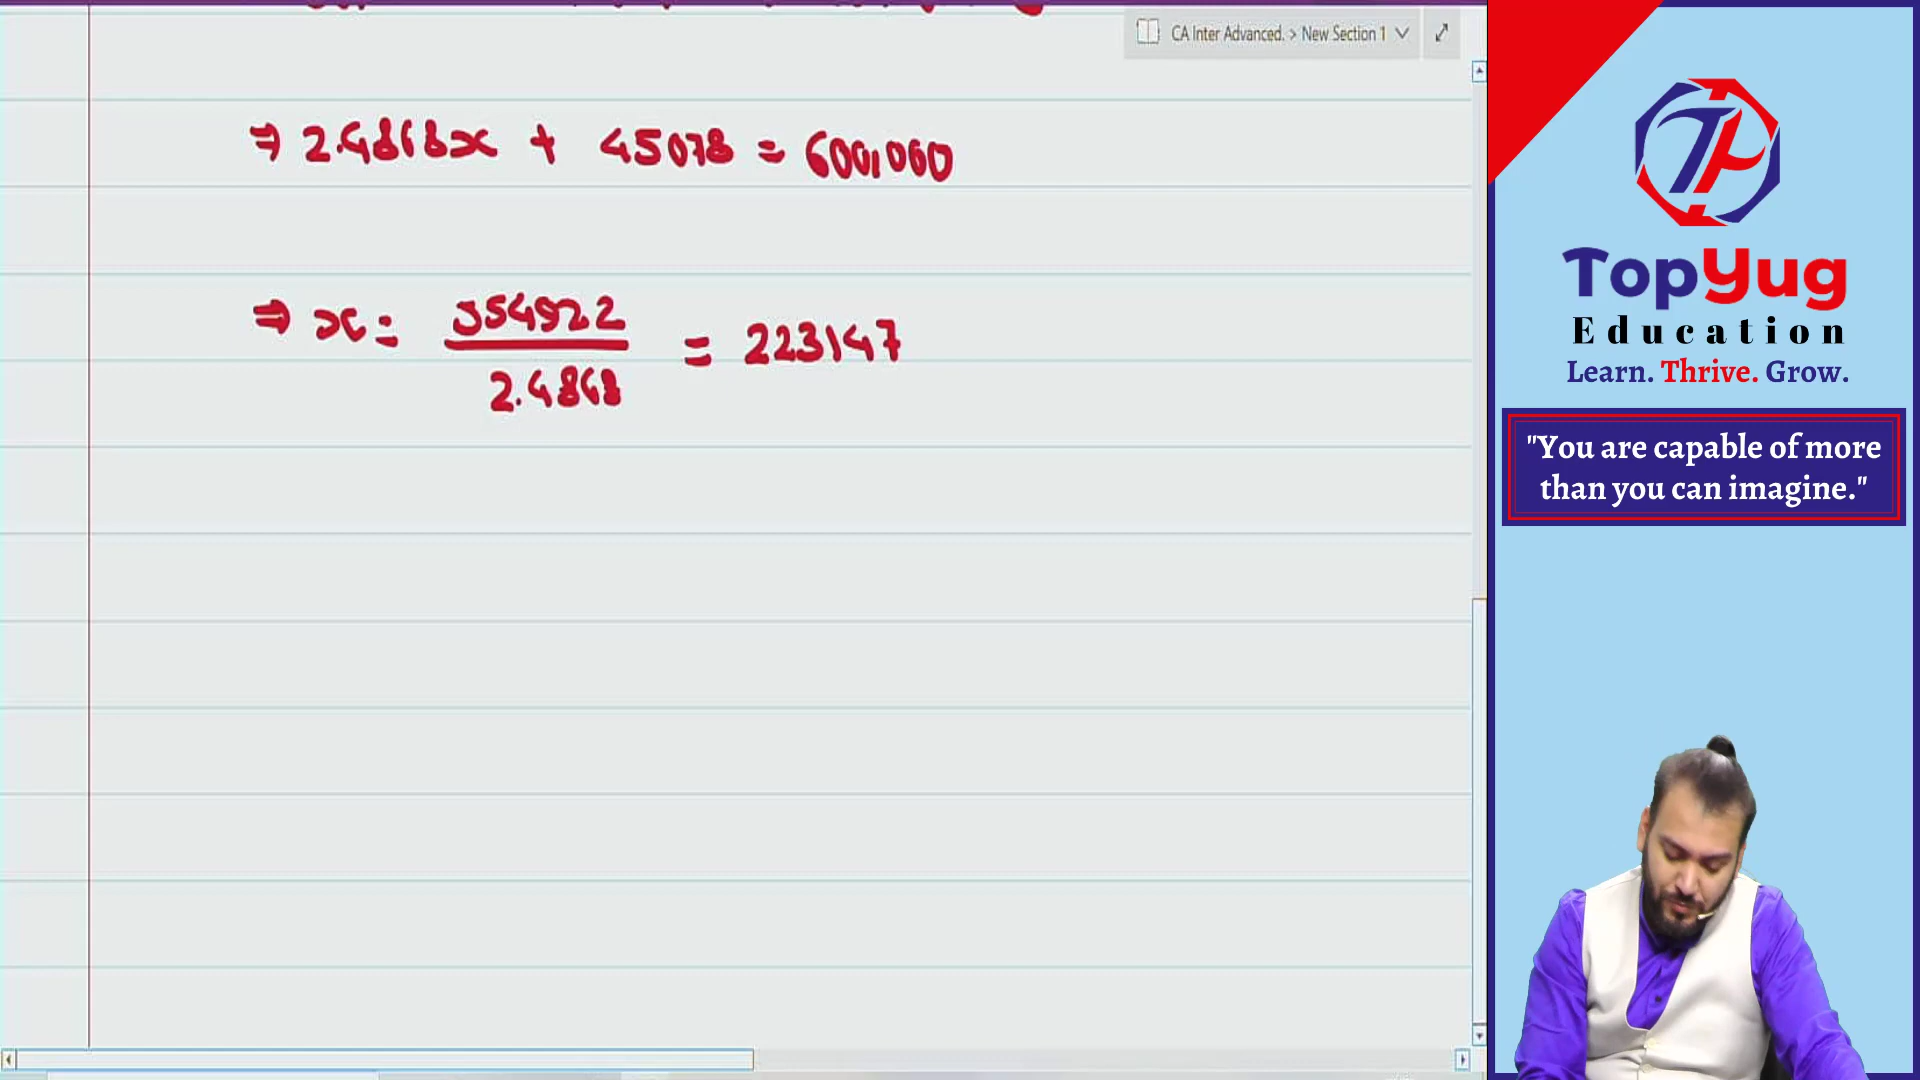 CA Inter Advanced. > New Section 1
⇒ 2.4868x + 45078 = 600,000
⇒ x = 554922 / 2.4868 = 223147
TopYug
Education
Learn. Thrive. Grow.
"You are capable of more
than you can imagine."